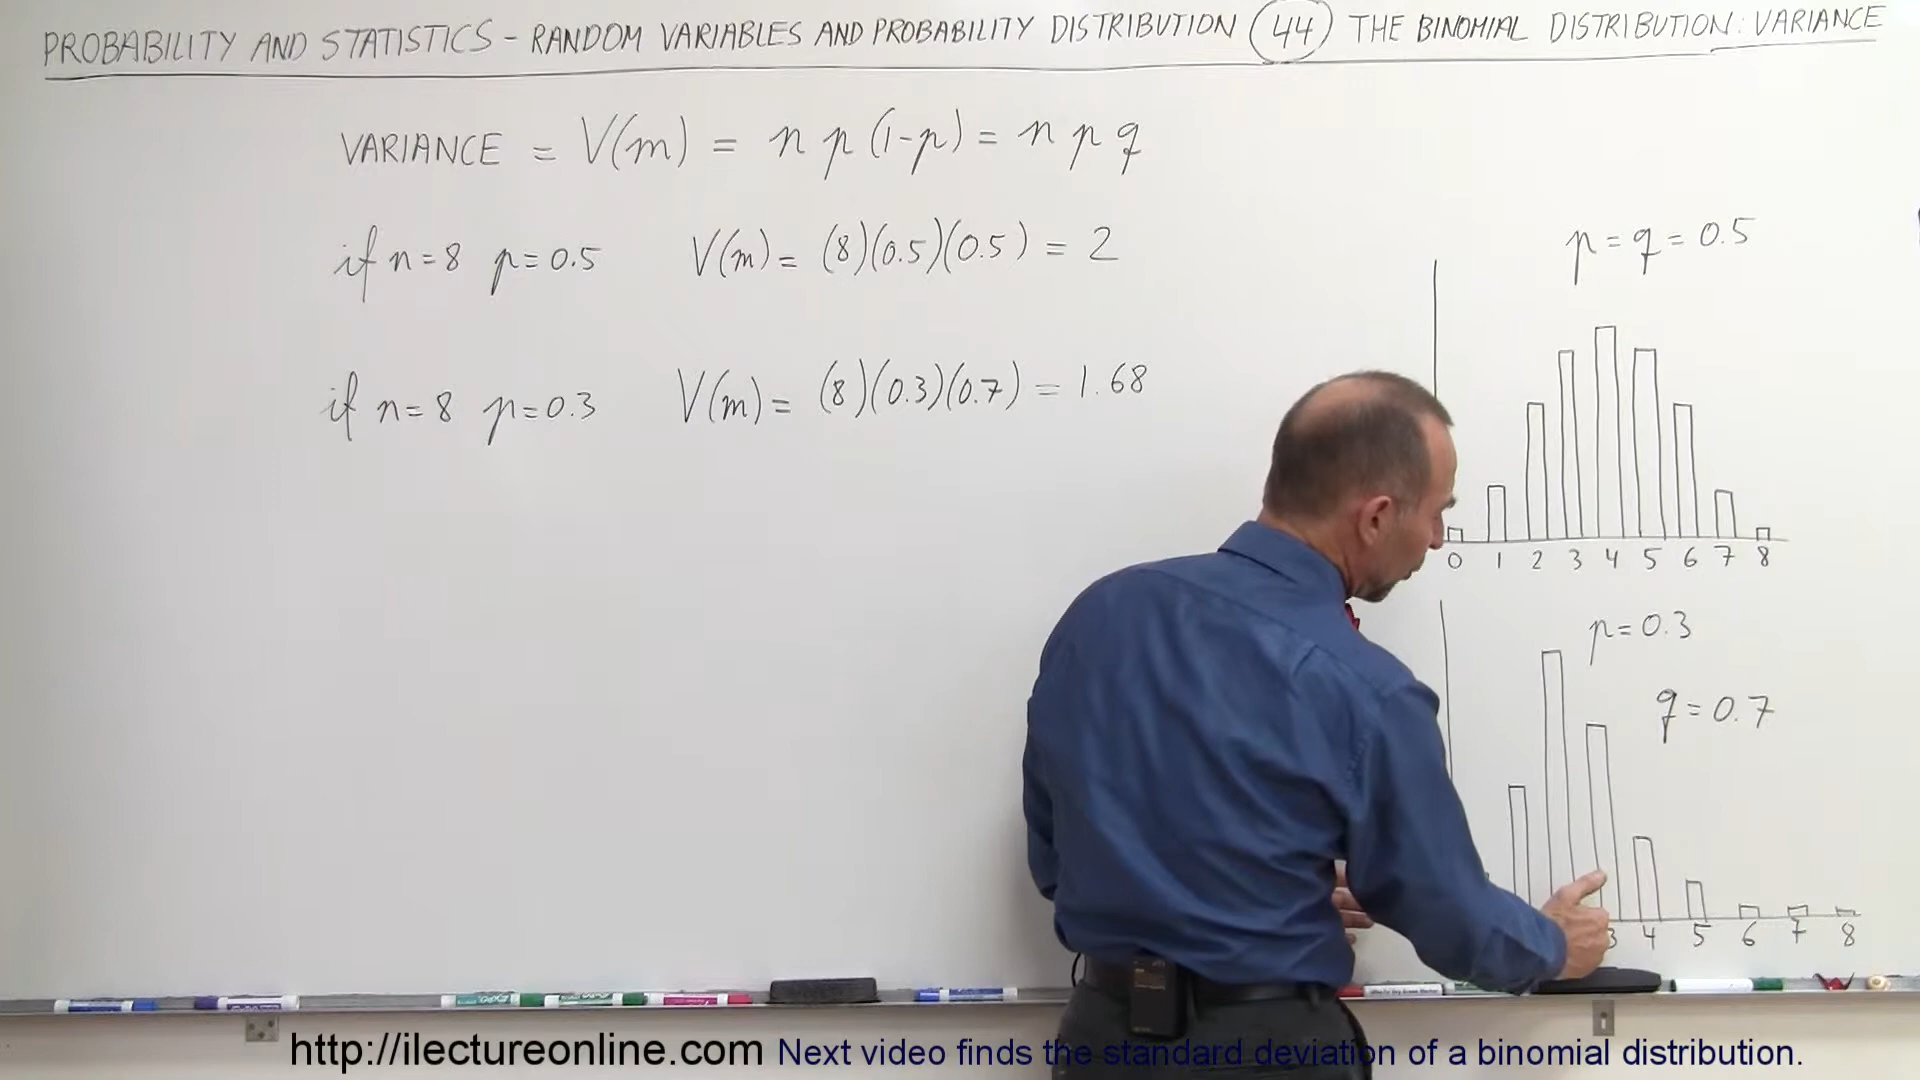 PROBABILITY AND STATISTICS - RANDOM VARIABLES AND PROBABILITY DISTRIBUTION 44 THE BINOMIAL DISTRIBUTION: VARIANCE
VARIANCE = V(m) = n p (1-p) = n p q
if n=8 p=0.5 V(m) = (8)(0.5)(0.5) = 2
if n=8 p=0.3 V(m) = (8)(0.3)(0.7) = 1.68
p=q=0.5
0 1 2 3 4 5 6 7 8
p=0.3
q=0.7
3 4 5 6 7 8
http://ilectureonline.com Next video finds the standard deviation of a binomial distribution.